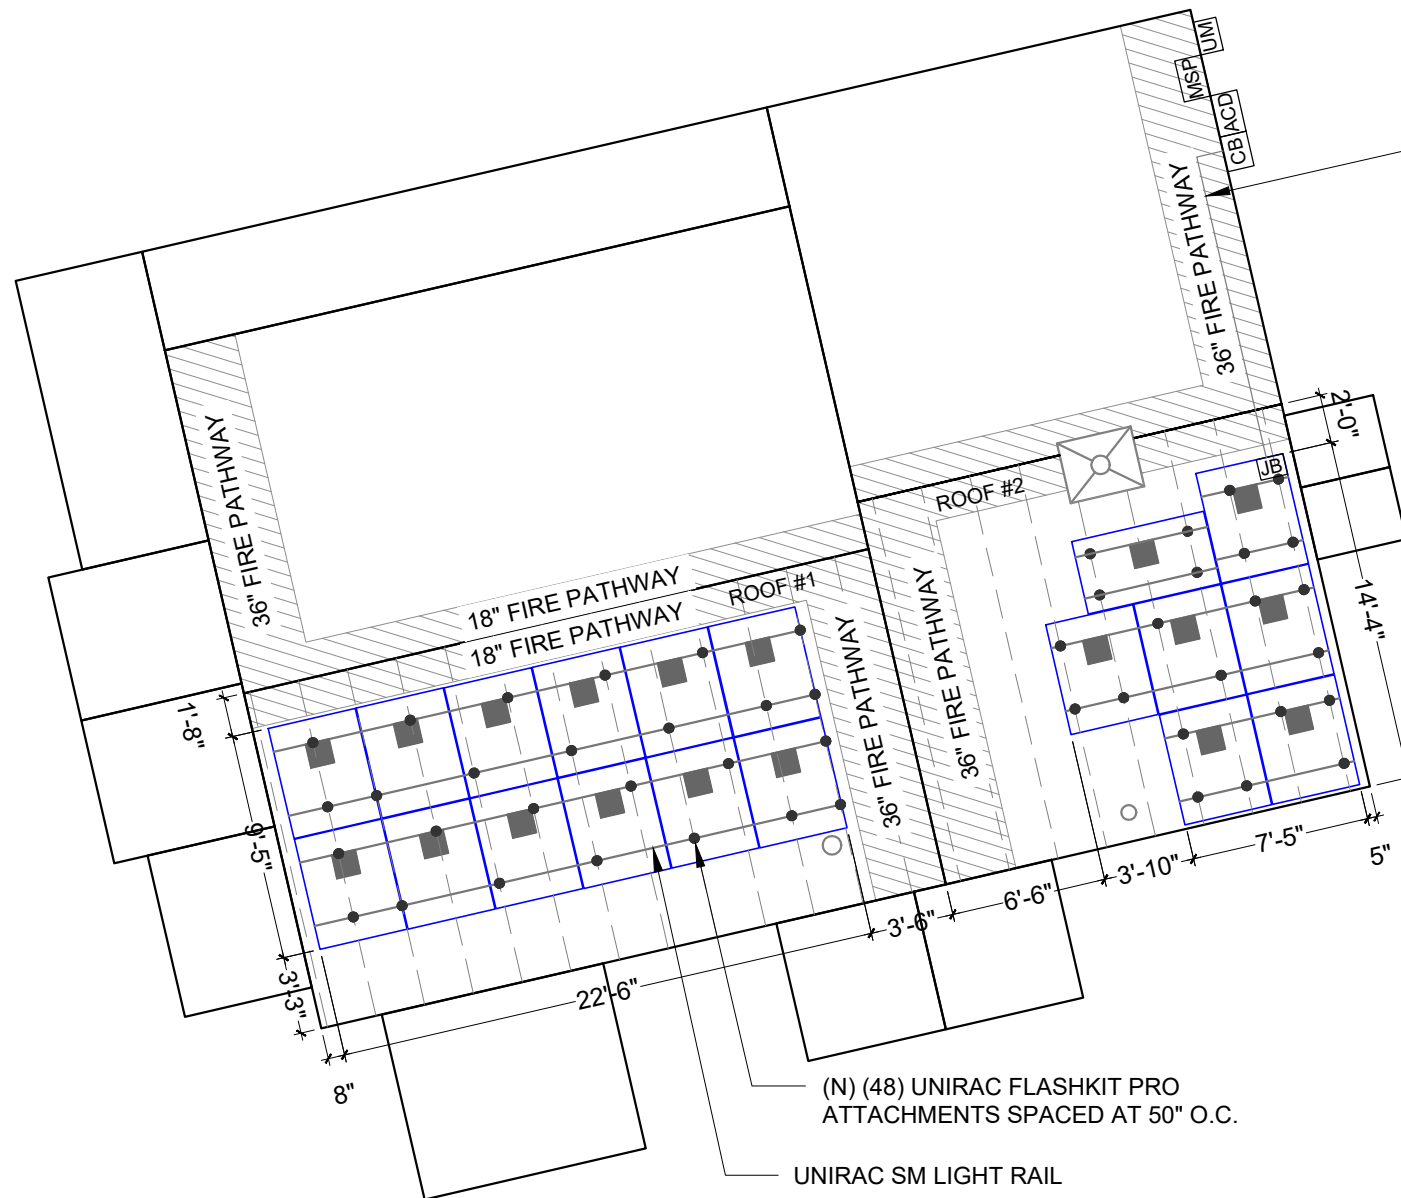 UM
MSP
ACD
CB
36" FIRE PATHWAY
2'-0"
36" FIRE PATHWAY
JB
ROOF #2
18" FIRE PATHWAY
ROOF #1
18" FIRE PATHWAY
36" FIRE PATHWAY
36" FIRE PATHWAY
14'-4"
1'-8"
9'-5"
3'-3"
8"
22'-6"
3'-6"
6'-6"
3'-10"
7'-5"
5"
(N) (48) UNIRAC FLASHKIT PRO
ATTACHMENTS SPACED AT 50" O.C.
UNIRAC SM LIGHT RAIL